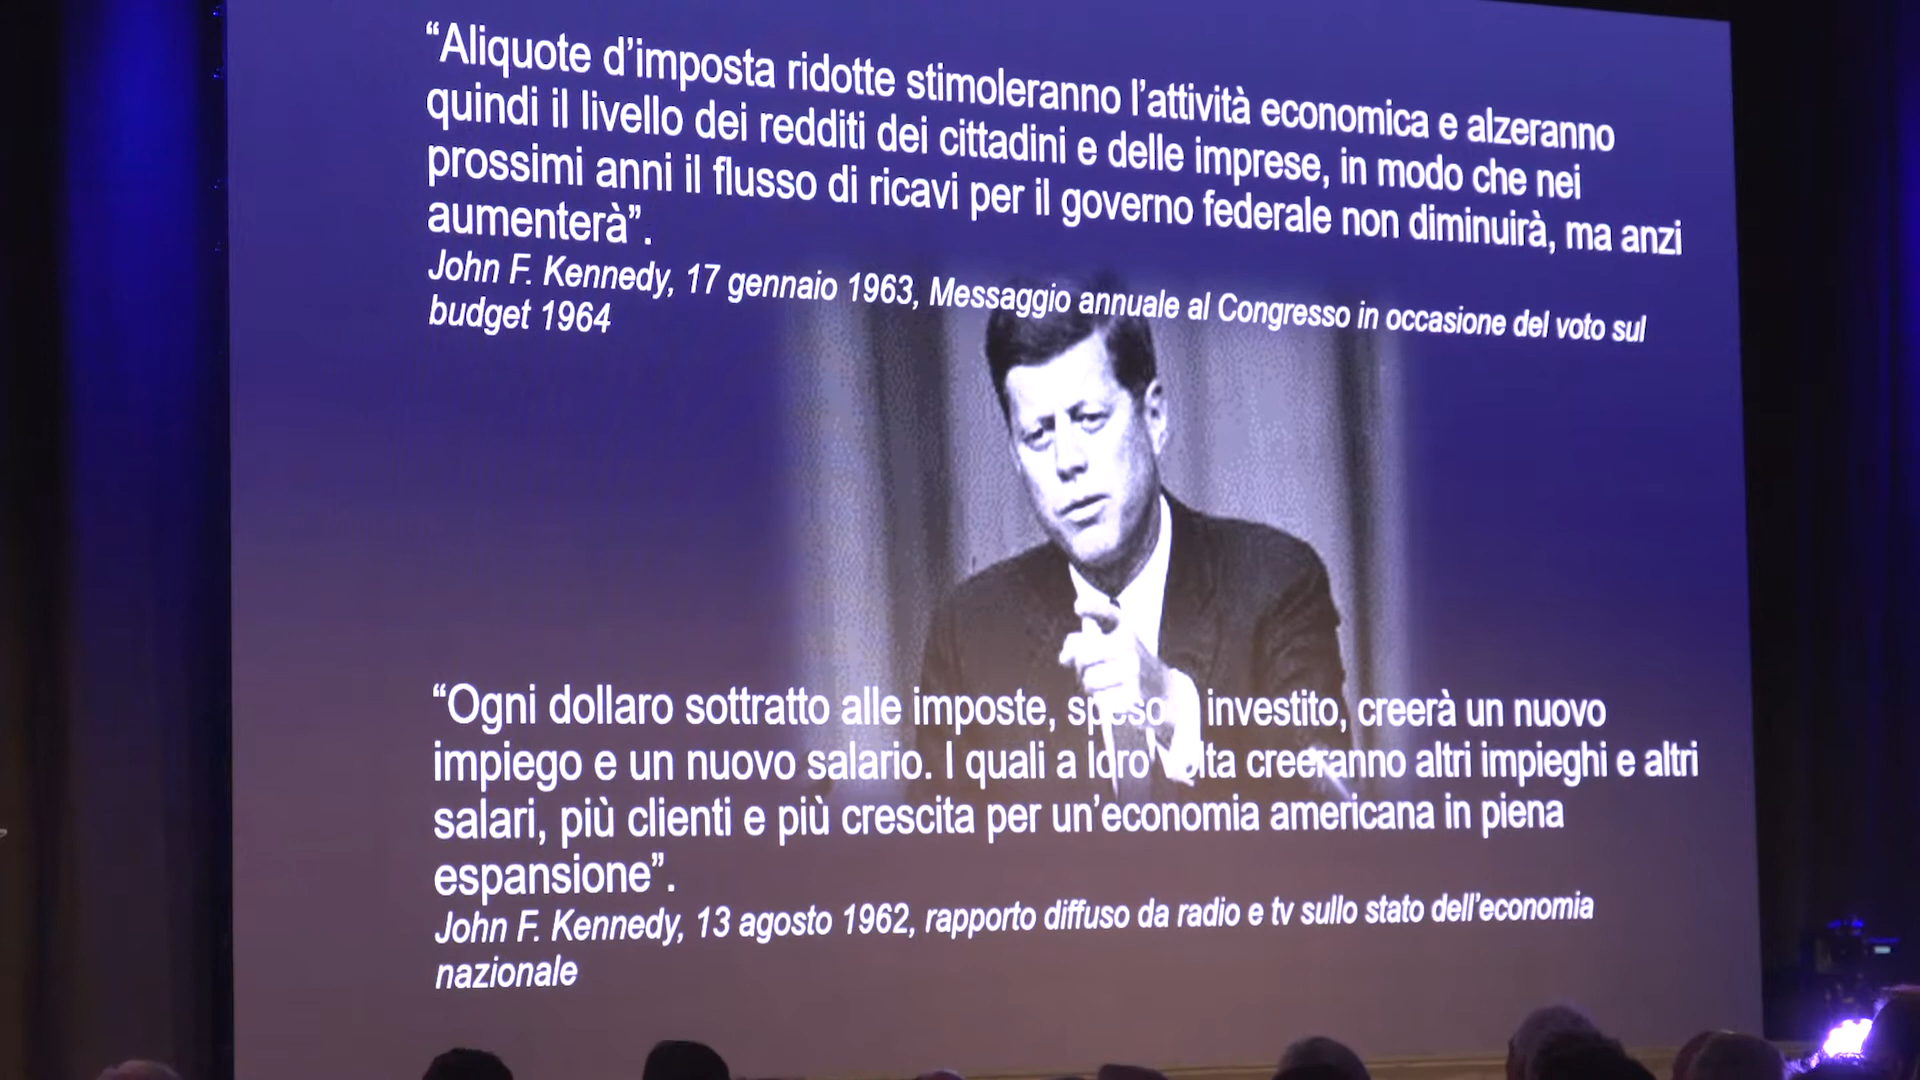 “Aliquote d’imposta ridotte stimoleranno l’attività economica e alzeranno
quindi il livello dei redditi dei cittadini e delle imprese, in modo che nei
prossimi anni il flusso di ricavi per il governo federale non diminuirà, ma anzi
aumenterà”.
John F. Kennedy, 17 gennaio 1963, Messaggio annuale al Congresso in occasione del voto sul
budget 1964
“Ogni dollaro sottratto alle imposte, speso investito, creerà un nuovo
impiego e un nuovo salario. I quali a loro volta creeranno altri impieghi e altri
salari, più clienti e più crescita per un’economia americana in piena
espansione”.
John F. Kennedy, 13 agosto 1962, rapporto diffuso da radio e tv sullo stato dell’economia
nazionale